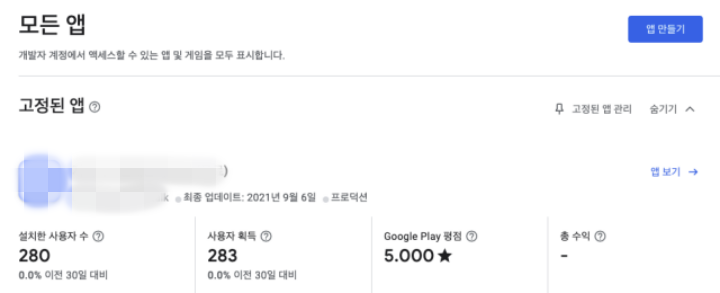 모든 앱
앱 만들기
개발자 계정에서 액세스할 수 있는 앱 및 게임을 모두 표시합니다.
고정된 앱 ?
고정된 앱 관리 숨기기
)
앱 보기 →
최종 업데이트: 2021년 9월 6일 프로덕션
설치한 사용자 수 ?
280
0.0% 이전 30일 대비
사용자 획득 ?
283
0.0% 이전 30일 대비
Google Play 평점 ?
5.000 ★
총 수익 ?
-